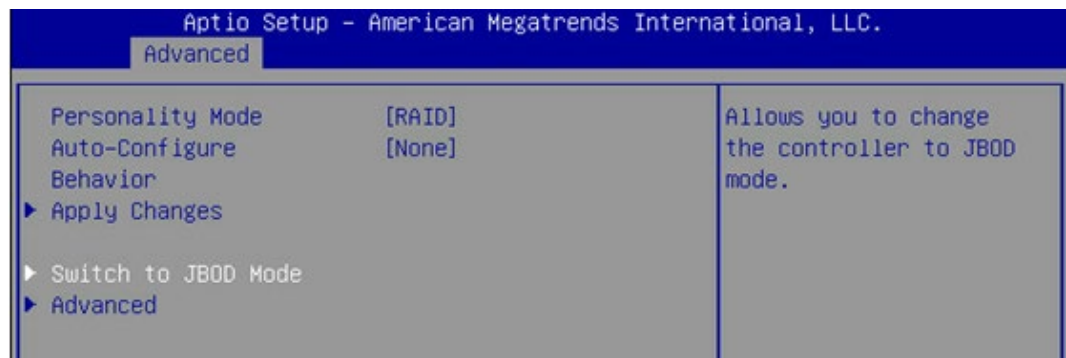 Aptio Setup – American Megatrends International, LLC.
Advanced
Personality Mode [RAID]
Auto-Configure [None]
Behavior
Apply Changes
Switch to JBOD Mode
Advanced
Allows you to change
the controller to JBOD
mode.